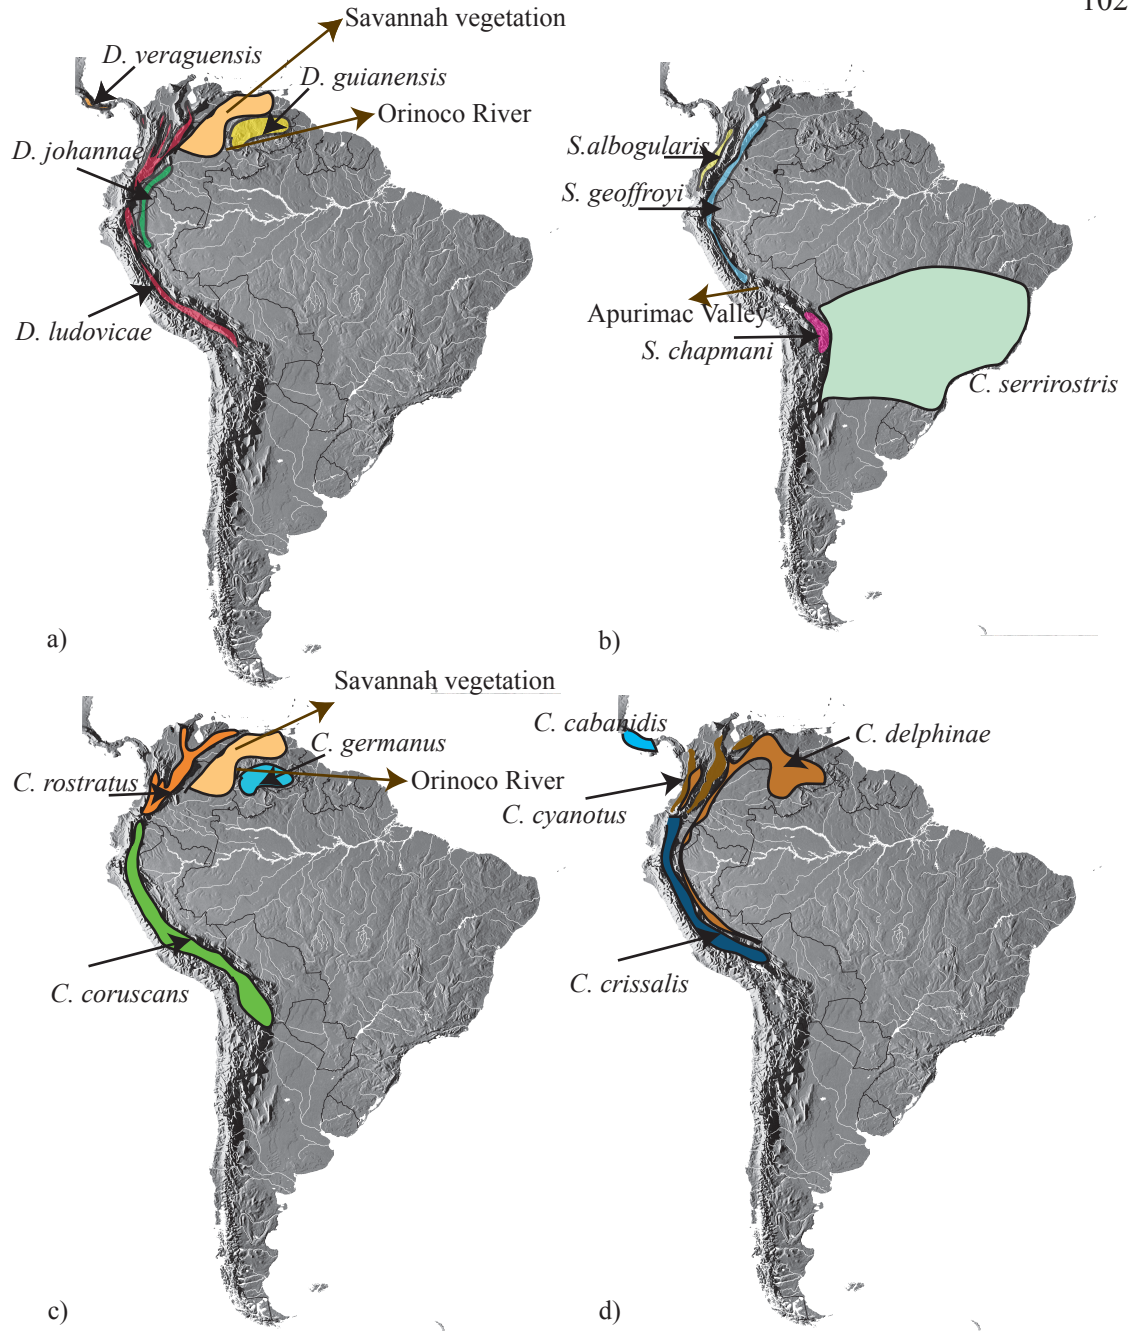 102
Savannah vegetation
D. veraguensis
D. guianensis
Orinoco River
D. johannae
D. ludovicae
a)
S.albogularis
S. geoffroyi
Apurimac Valley
S. chapmani
C. serrirostris
b)
Savannah vegetation
C. germanus
C. rostratus
Orinoco River
C. coruscans
c)
C. cabanidis
C. delphinae
C. cyanotus
C. crissalis
d)